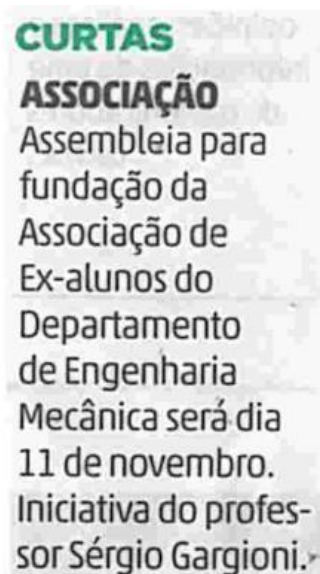 CURTAS
ASSOCIAÇÃO
Assembleia para
fundação da
Associação de
Ex-alunos do
Departamento
de Engenharia
Mecânica será dia
11 de novembro.
Iniciativa do profes-
sor Sérgio Gargioni.